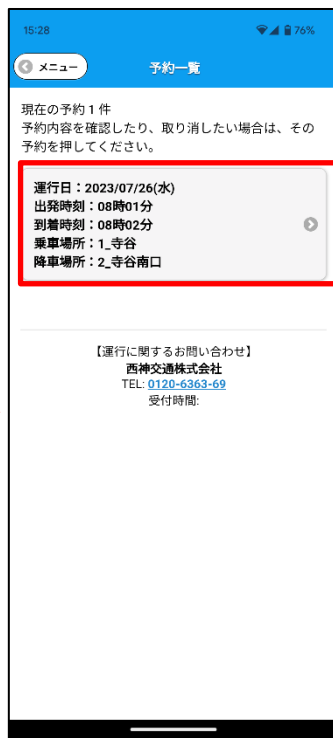 15:28
76%
メニュー
予約一覧
現在の予約 1 件
予約内容を確認したり、取り消したい場合は、その
予約を押してください。
運行日：2023/07/26(水)
出発時刻：08時01分
到着時刻：08時02分
乗車場所：1_寺谷
降車場所：2_寺谷南口
【運行に関するお問い合わせ】
西神交通株式会社
TEL: 0120-6363-69
受付時間: